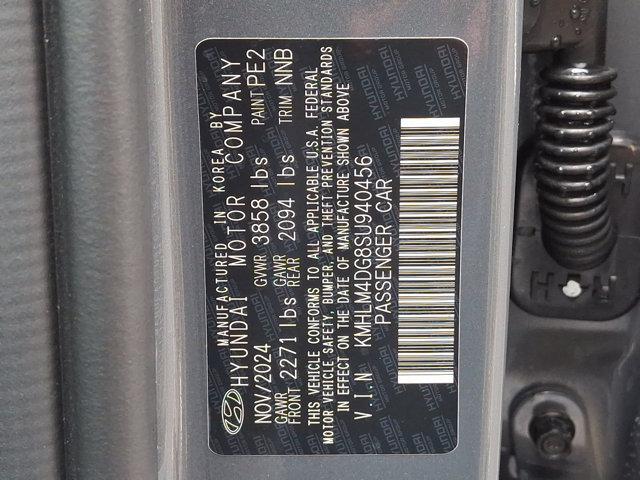 MANUFACTURED IN KOREA BY
HYUNDAI MOTOR COMPANY
NOV/2024 GVWR 3858 lbs PAINT PE2
GAWR FRONT 2271 lbs GAWR REAR 2094 lbs TRIM NNB
THIS VEHICLE CONFORMS TO ALL APPLICABLE U.S.A. FEDERAL
MOTOR VEHICLE SAFETY, BUMPER, AND THEFT PREVENTION STANDARDS
IN EFFECT ON THE DATE OF MANUFACTURE SHOWN ABOVE
V.I.N KMHLM4DG8SU940456
PASSENGER CAR